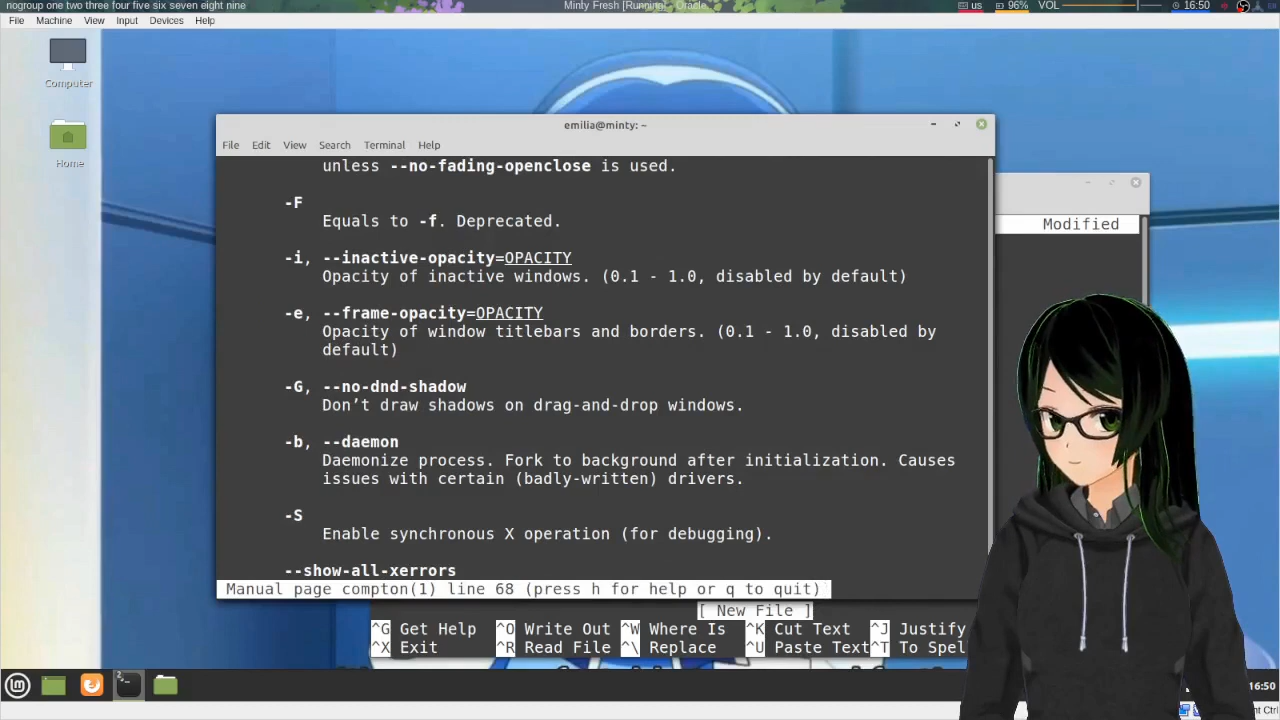 nogroup one two three four five six seven eight nine
Minty Fresh [Running] - Oracle
us
96%
VOL
16:50
File Machine View Input Devices Help
Computer
Home
emilia@minty: ~
File Edit View Search Terminal Help
unless --no-fading-openclose is used.
-F
Equals to -f. Deprecated.
-i, --inactive-opacity=OPACITY
Opacity of inactive windows. (0.1 - 1.0, disabled by default)
-e, --frame-opacity=OPACITY
Opacity of window titlebars and borders. (0.1 - 1.0, disabled by
default)
-G, --no-dnd-shadow
Don’t draw shadows on drag-and-drop windows.
-b, --daemon
Daemonize process. Fork to background after initialization. Causes
issues with certain (badly-written) drivers.
-S
Enable synchronous X operation (for debugging).
--show-all-xerrors
Manual page compton(1) line 68 (press h for help or q to quit)
Modified
[ New File ]
^G Get Help ^O Write Out ^W Where Is ^K Cut Text ^J Justify
^X Exit ^R Read File ^\ Replace ^U Paste Text ^T To Spel
16:50
Ctrl